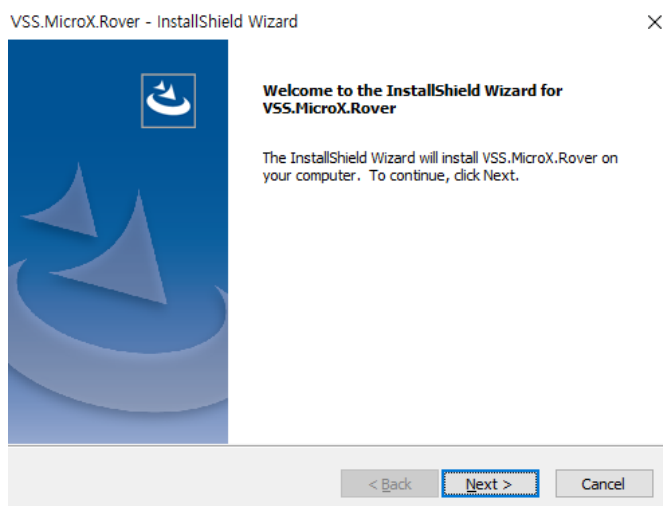 VSS.MicroX.Rover - InstallShield Wizard
Welcome to the InstallShield Wizard for
VSS.MicroX.Rover
The InstallShield Wizard will install VSS.MicroX.Rover on
your computer. To continue, click Next.
< Back
Next >
Cancel